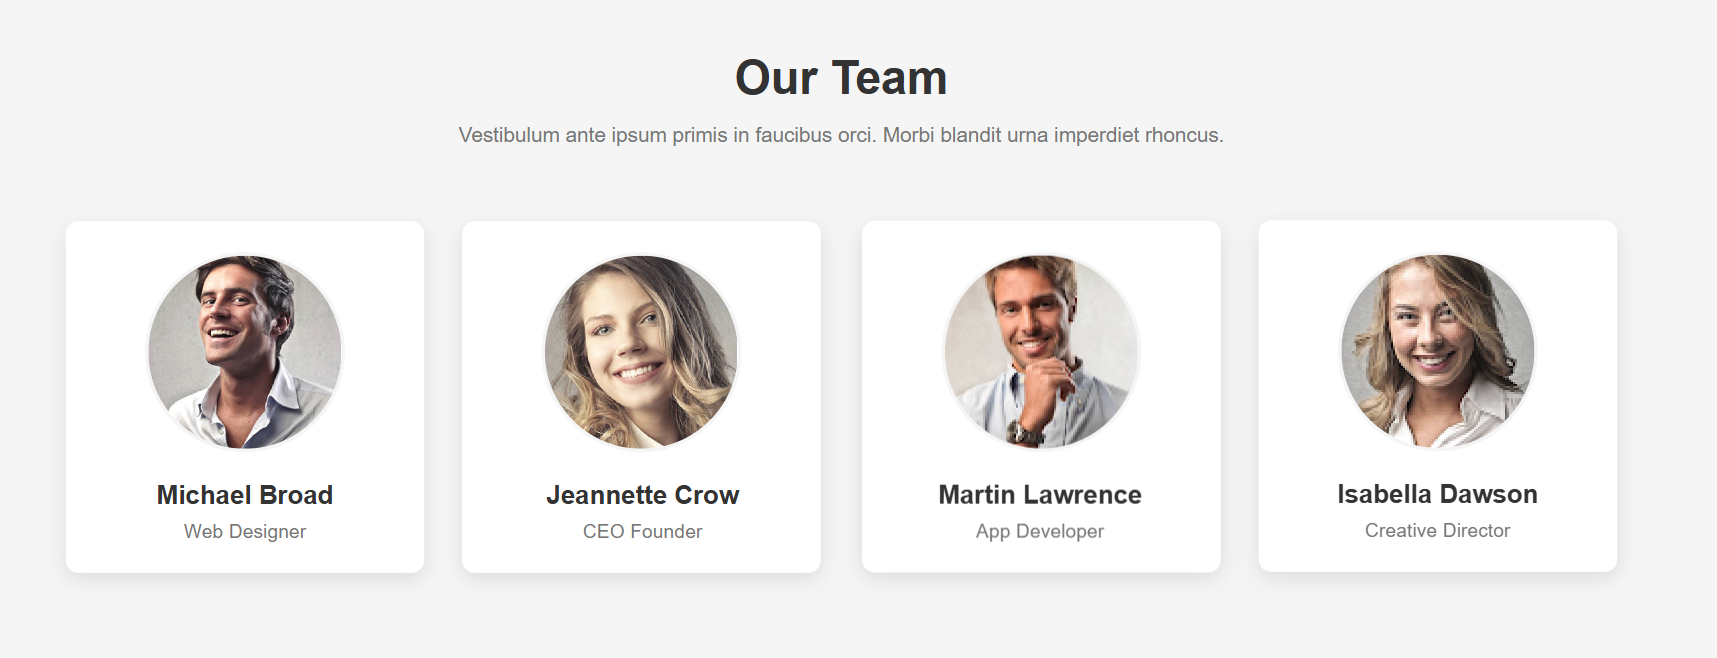 Our Team
Vestibulum ante ipsum primis in faucibus orci. Morbi blandit urna imperdiet rhoncus.
Michael Broad
Web Designer
Jeannette Crow
CEO Founder
Martin Lawrence
App Developer
Isabella Dawson
Creative Director